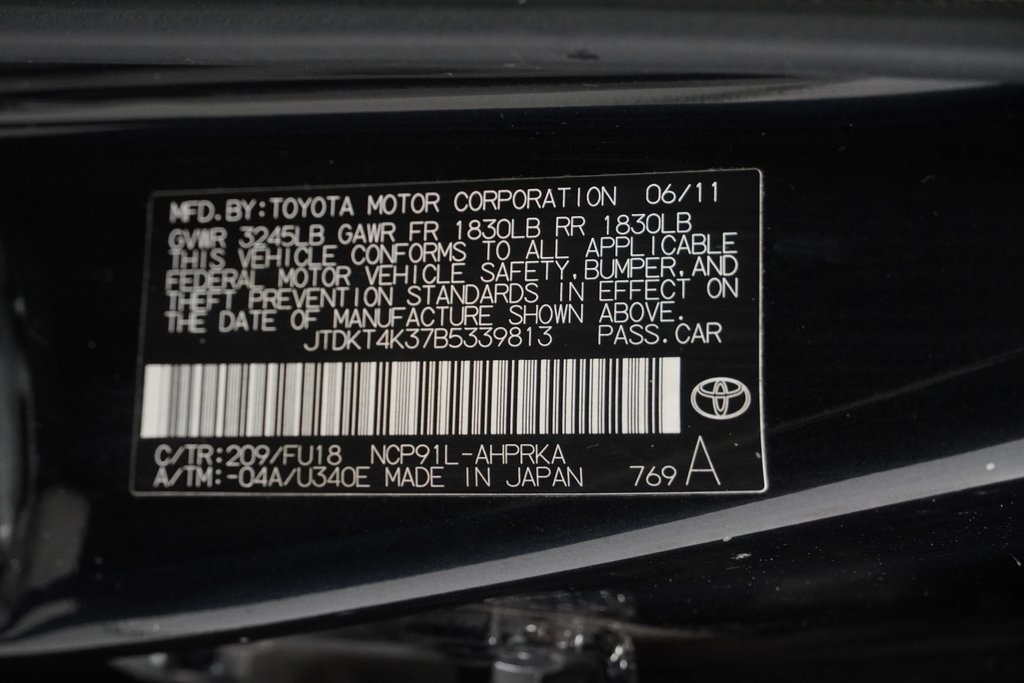 MFD.BY:TOYOTA MOTOR CORPORATION 06/11
GVWR 3245LB GAWR FR 1830LB RR 1830LB
THIS VEHICLE CONFORMS TO ALL APPLICABLE
FEDERAL MOTOR VEHICLE SAFETY,BUMPER,AND
THEFT PREVENTION STANDARDS IN EFFECT ON
THE DATE OF MANUFACTURE SHOWN ABOVE.
JTDKT4K37B5339813 PASS.CAR
C/TR:209/FU18 NCP91L-AHPRKA
A/TM:-04A/U340E MADE IN JAPAN 769 A